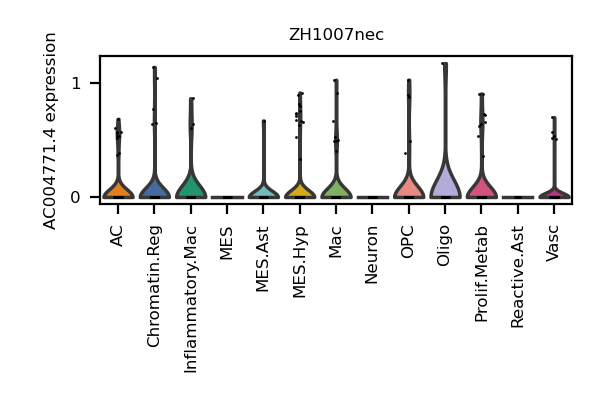 ZH1007nec
AC004771.4 expression
1
0
AC
Chromatin.Reg
Inflammatory.Mac
MES
MES.Ast
MES.Hyp
Mac
Neuron
OPC
Oligo
Prolif.Metab
Reactive.Ast
Vasc